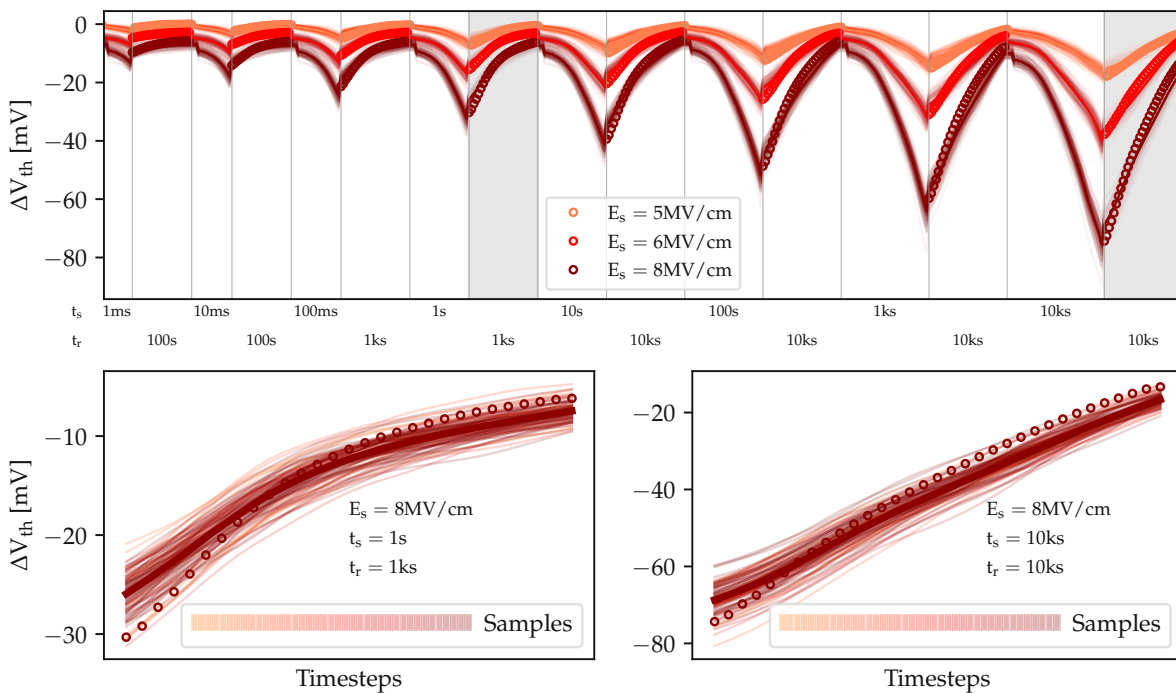 0
−20
−40
−60
−80
ΔV_th [mV]
E_s = 5MV/cm
E_s = 6MV/cm
E_s = 8MV/cm
t_s 1ms 10ms 100ms 1s 10s 100s 1ks 10ks
t_r 100s 100s 1ks 1ks 10ks 10ks 10ks 10ks
−10
−20
−30
ΔV_th [mV]
E_s = 8MV/cm
t_s = 1s
t_r = 1ks
Samples
Timesteps
−20
−40
−60
−80
E_s = 8MV/cm
t_s = 10ks
t_r = 10ks
Samples
Timesteps